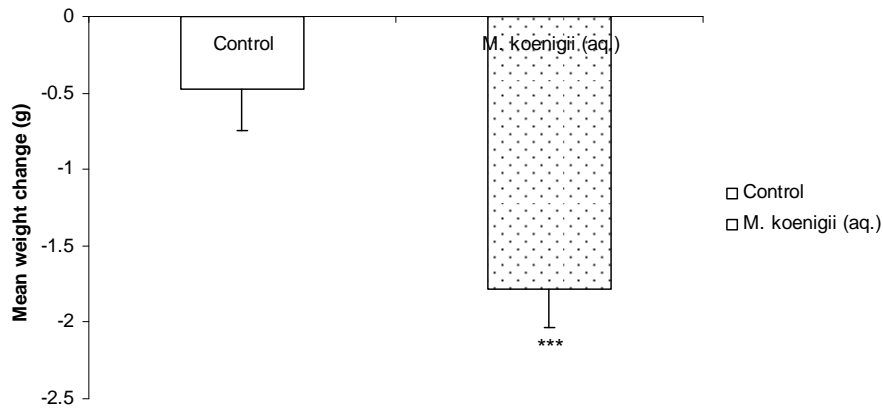 0
Control
M. koenigii (aq.)
-0.5
-1
-1.5
-2
-2.5
Mean weight change (g)
***
Control
M. koenigii (aq.)